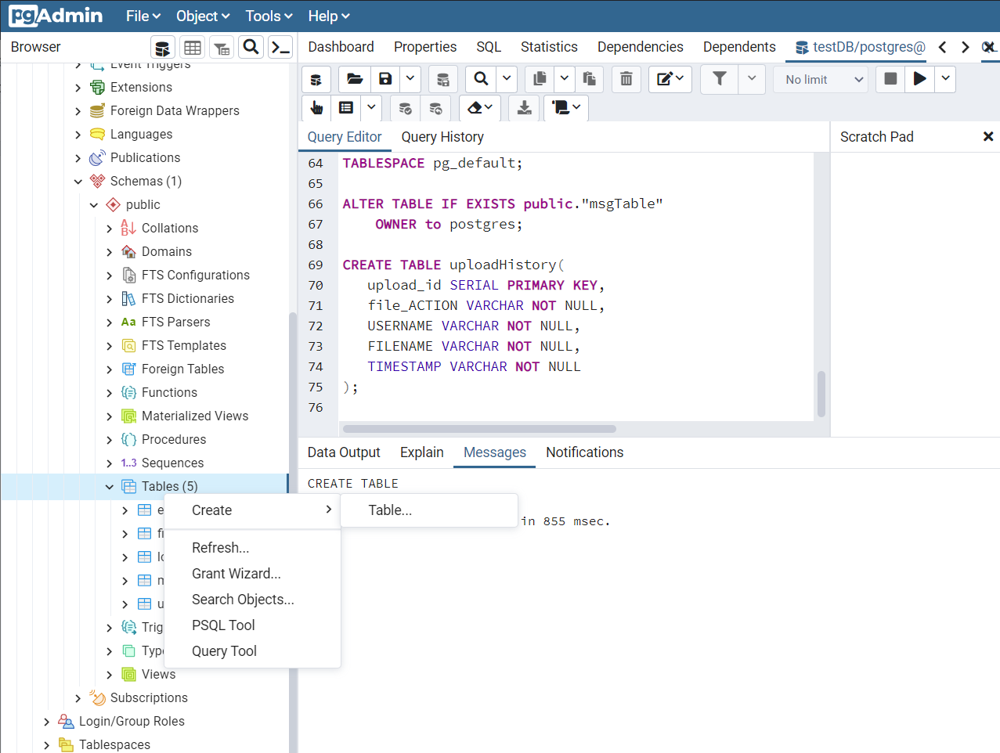 pgAdmin File Object Tools Help
Browser
Dashboard Properties SQL Statistics Dependencies Dependents testDB/postgres@
No limit
Query Editor Query History
Scratch Pad
Event Triggers
Extensions
Foreign Data Wrappers
Languages
Publications
Schemas (1)
public
Collations
Domains
FTS Configurations
FTS Dictionaries
Aa FTS Parsers
FTS Templates
Foreign Tables
Functions
Materialized Views
Procedures
1..3 Sequences
Tables (5)
Views
Subscriptions
Login/Group Roles
Tablespaces
Create
Refresh...
Grant Wizard...
Search Objects...
PSQL Tool
Query Tool
Table...
64 TABLESPACE pg_default;
65
66 ALTER TABLE IF EXISTS public."msgTable"
67 OWNER to postgres;
68
69 CREATE TABLE uploadHistory(
70 upload_id SERIAL PRIMARY KEY,
71 file_ACTION VARCHAR NOT NULL,
72 USERNAME VARCHAR NOT NULL,
73 FILENAME VARCHAR NOT NULL,
74 TIMESTAMP VARCHAR NOT NULL
75 );
76
Data Output Explain Messages Notifications
CREATE TABLE
in 855 msec.